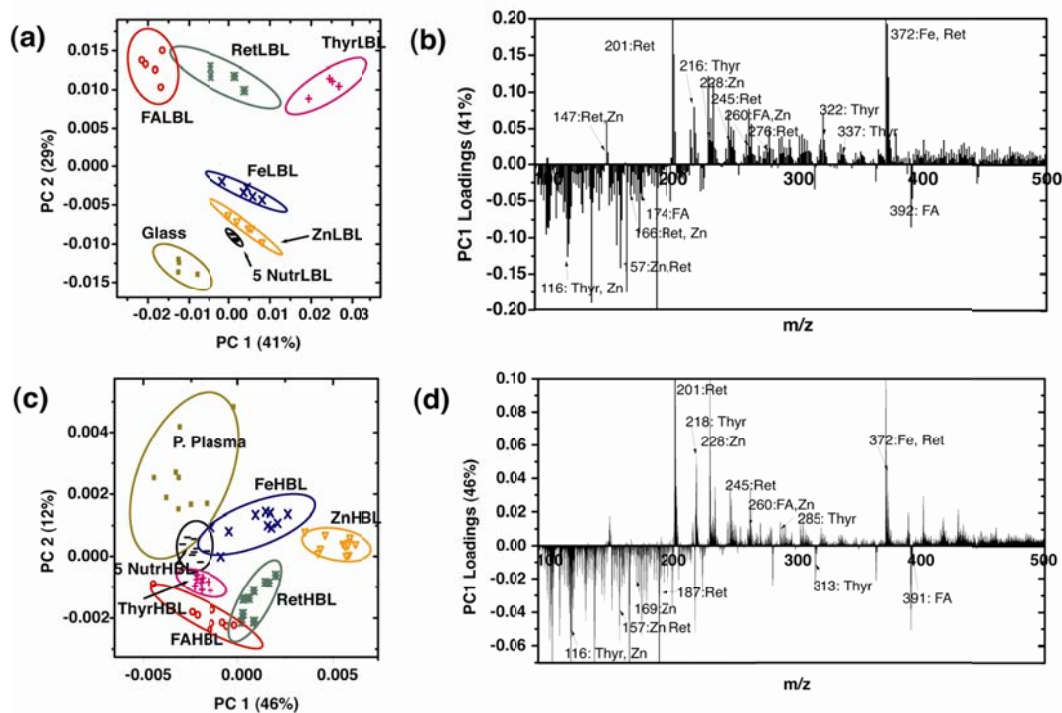 (a)
0.015
0.010
0.005
0.000
-0.005
-0.010
-0.015
PC 2 (29%)
FALBL
RetLBL
ThyrLBL
FeLBL
ZnLBL
5 NutrLBL
Glass
-0.02 -0.01 0.00 0.01 0.02 0.03
PC 1 (41%)
(b)
0.20
0.15
0.10
0.05
0.00
-0.05
-0.10
-0.15
-0.20
PC1 Loadings (41%)
201:Ret
372:Fe, Ret
216: Thyr
228:Zn
245:Ret
260:FA,Zn
276:Ret
147:Ret,Zn
322: Thyr
337: Thyr
200 300 400 500
174:FA
166:Ret, Zn
157:Zn,Ret
116: Thyr, Zn
392: FA
m/z
(c)
0.004
0.002
0.000
-0.002
PC 2 (12%)
P. Plasma
FeHBL
ZnHBL
5 NutrHBL
ThyrHBL
RetHBL
FAHBL
-0.005 0.000 0.005
PC 1 (46%)
(d)
0.10
0.08
0.06
0.04
0.02
0.00
-0.02
-0.04
-0.06
PC1 Loadings (46%)
201:Ret
218: Thyr
228:Zn
372:Fe, Ret
245:Ret
260:FA,Zn
285: Thyr
100 200 300 400 500
313: Thyr
187:Ret
169:Zn
157:Zn,Ret
116: Thyr, Zn
391: FA
m/z